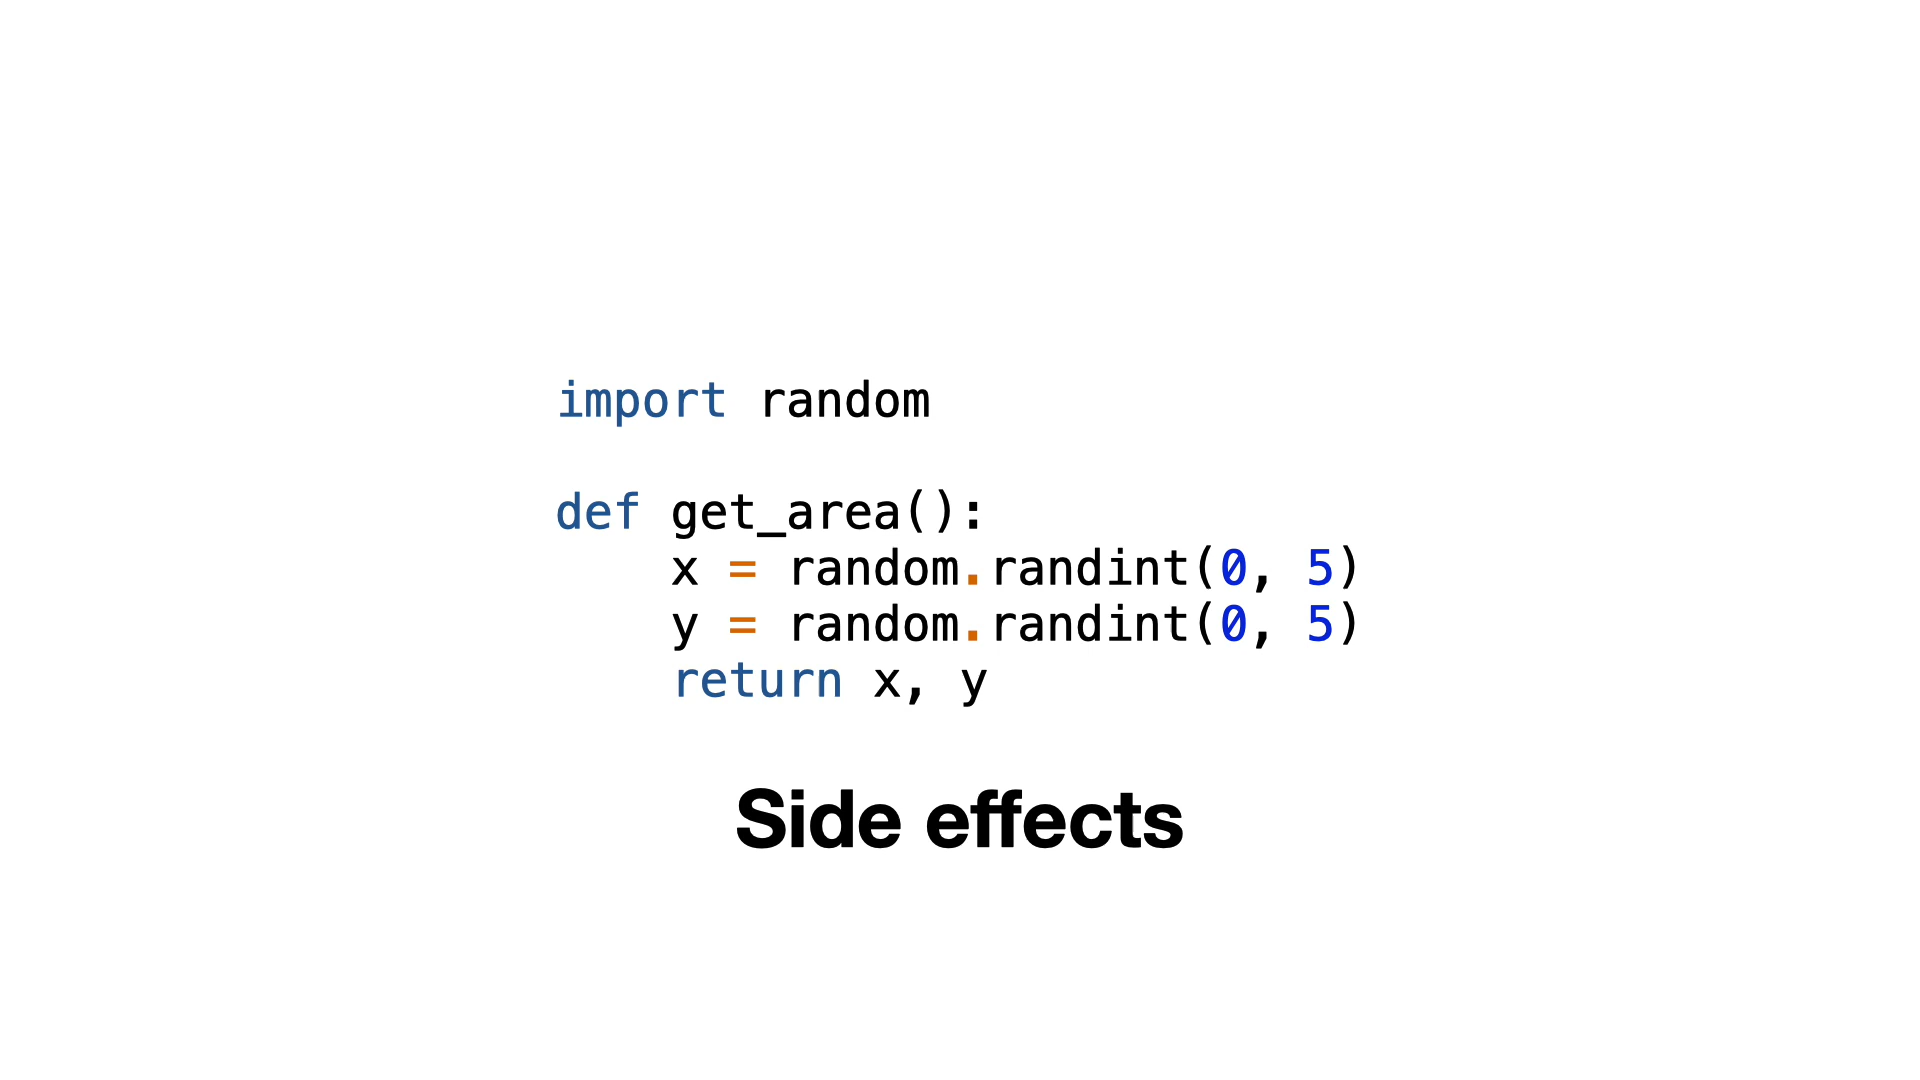 import random
def get_area():
    x = random.randint(0, 5)
    y = random.randint(0, 5)
    return x, y
Side effects